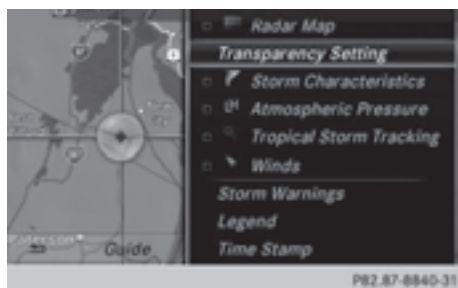 Radar Map
Transparency Setting
Storm Characteristics
Atmospheric Pressure
Tropical Storm Tracking
Winds
Storm Warnings
Legend
Time Stamp
Paterson
Guide
P82.87-8840-31